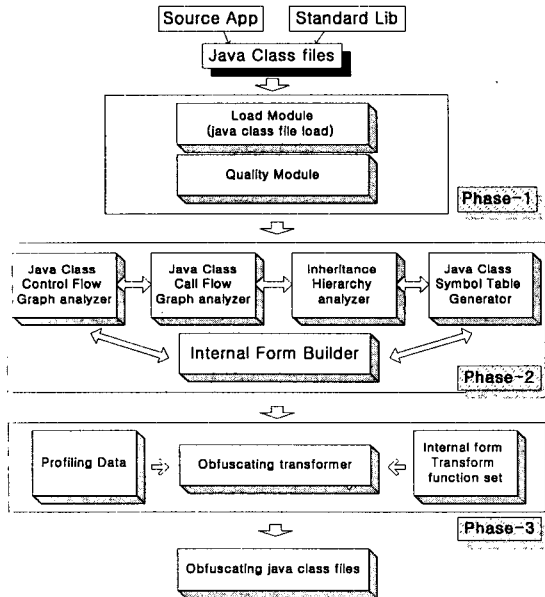 Source App
Standard Lib
Java Class files
Load Module
(java class file load)
Quality Module
Phase-1
Java Class
Control Flow
Graph analyzer
Java Class
Call Flow
Graph analyzer
Inheritance
Hierarchy
analyzer
Java Class
Symbol Table
Generator
Internal Form Builder
Phase-2
Profiling Data
Obfuscating transformer
Internal form
Transform
function set
Phase-3
Obfuscating java class files